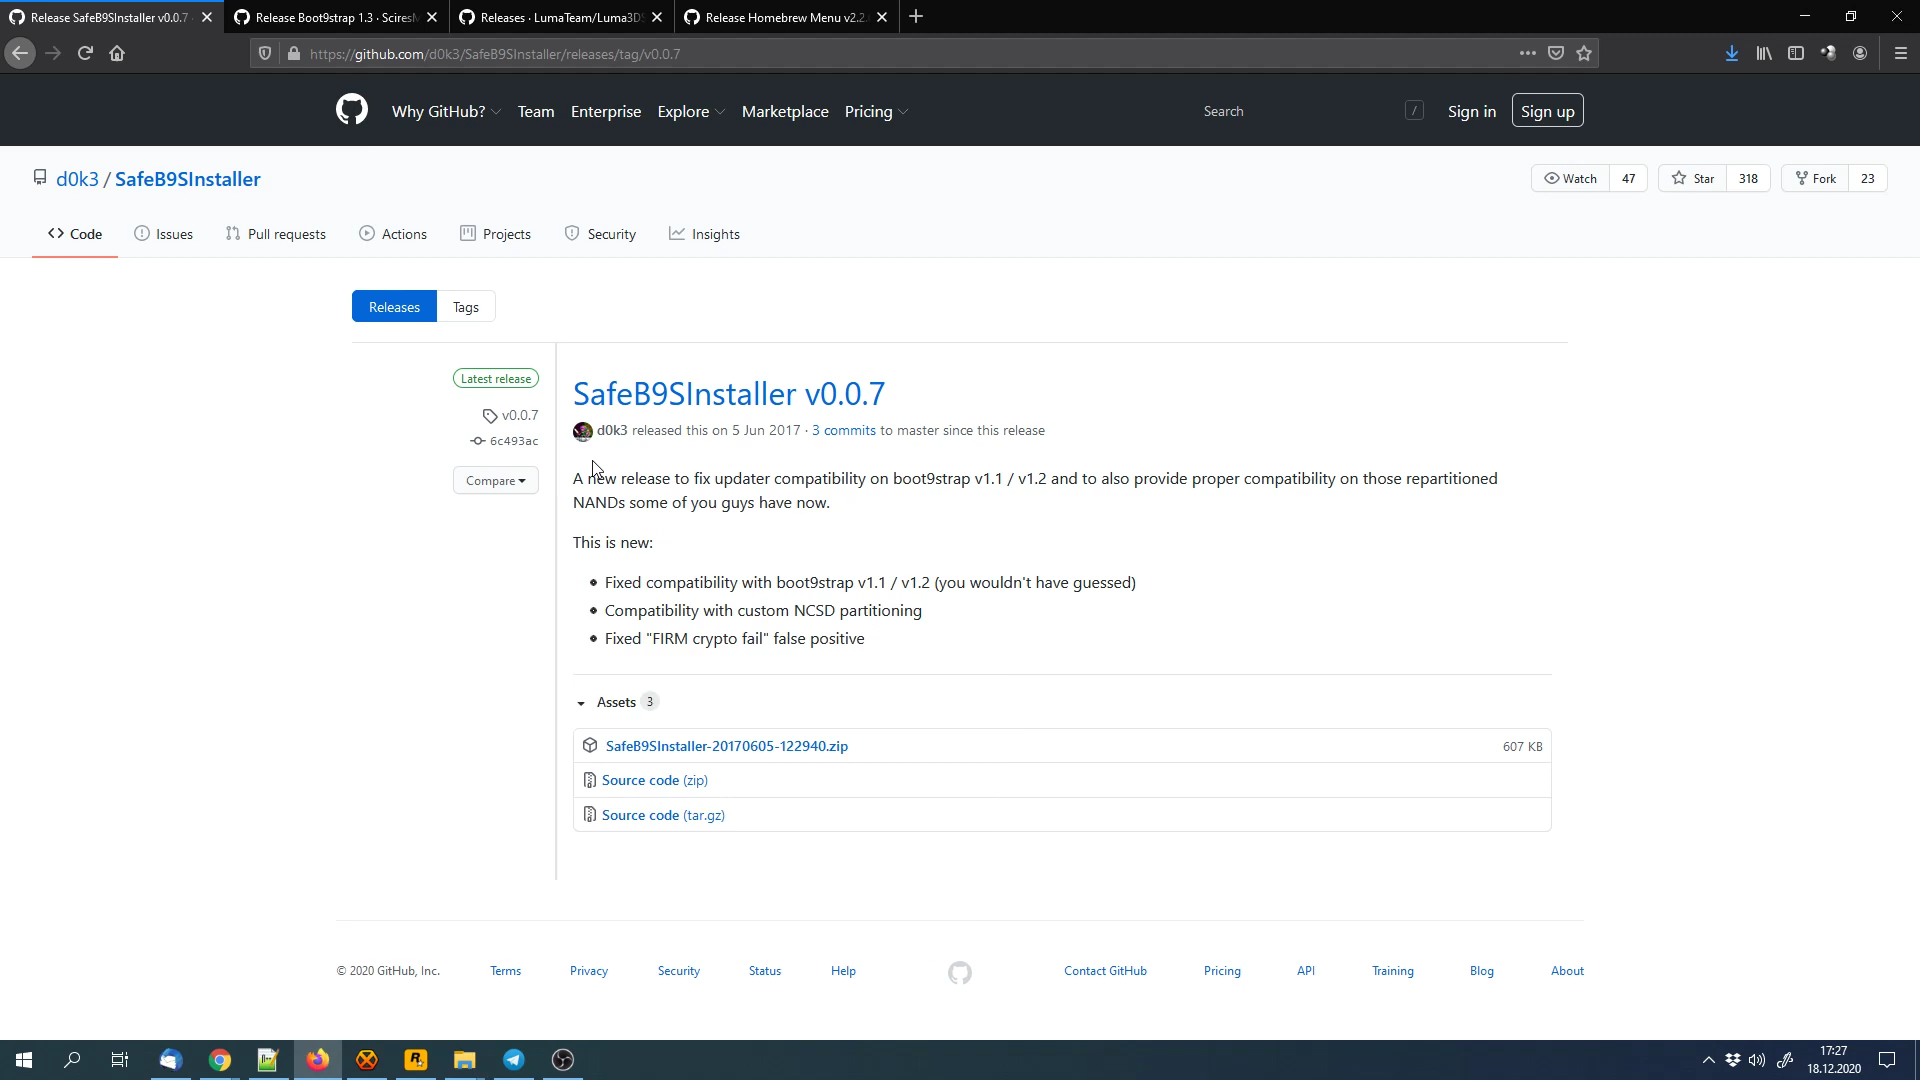 Release SafeB9SInstaller v0.0.7
Release Boot9strap 1.3 · SciresM
Releases · LumaTeam/Luma3DS
Release Homebrew Menu v2.2.
https://github.com/d0k3/SafeB9SInstaller/releases/tag/v0.0.7
Why GitHub?
Team
Enterprise
Explore
Marketplace
Pricing
Search
/
Sign in
Sign up
d0k3 / SafeB9SInstaller
Watch 47
Star 318
Fork 23
Code
Issues
Pull requests
Actions
Projects
Security
Insights
Releases
Tags
Latest release
v0.0.7
6c493ac
Compare
SafeB9SInstaller v0.0.7
d0k3 released this on 5 Jun 2017 · 3 commits to master since this release
A new release to fix updater compatibility on boot9strap v1.1 / v1.2 and to also provide proper compatibility on those repartitioned
NANDs some of you guys have now.
This is new:
• Fixed compatibility with boot9strap v1.1 / v1.2 (you wouldn't have guessed)
• Compatibility with custom NCSD partitioning
• Fixed "FIRM crypto fail" false positive
Assets 3
SafeB9SInstaller-20170605-122940.zip 607 KB
Source code (zip)
Source code (tar.gz)
© 2020 GitHub, Inc.
Terms
Privacy
Security
Status
Help
Contact GitHub
Pricing
API
Training
Blog
About
17:27
18.12.2020